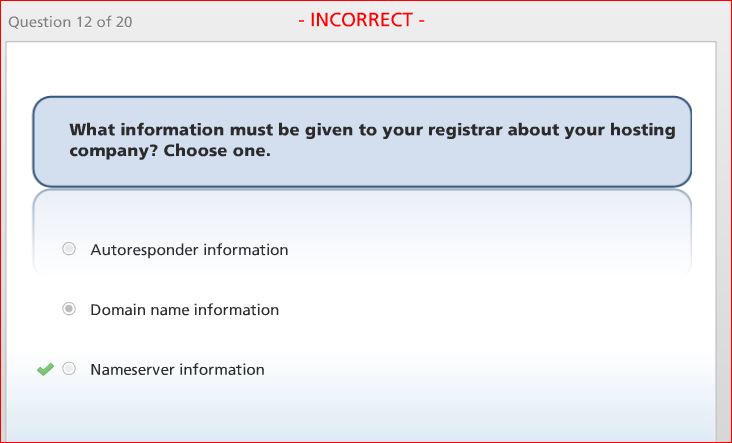 Question 12 of 20
- INCORRECT -
What information must be given to your registrar about your hosting
company? Choose one.
Autoresponder information
Domain name information
Nameserver information